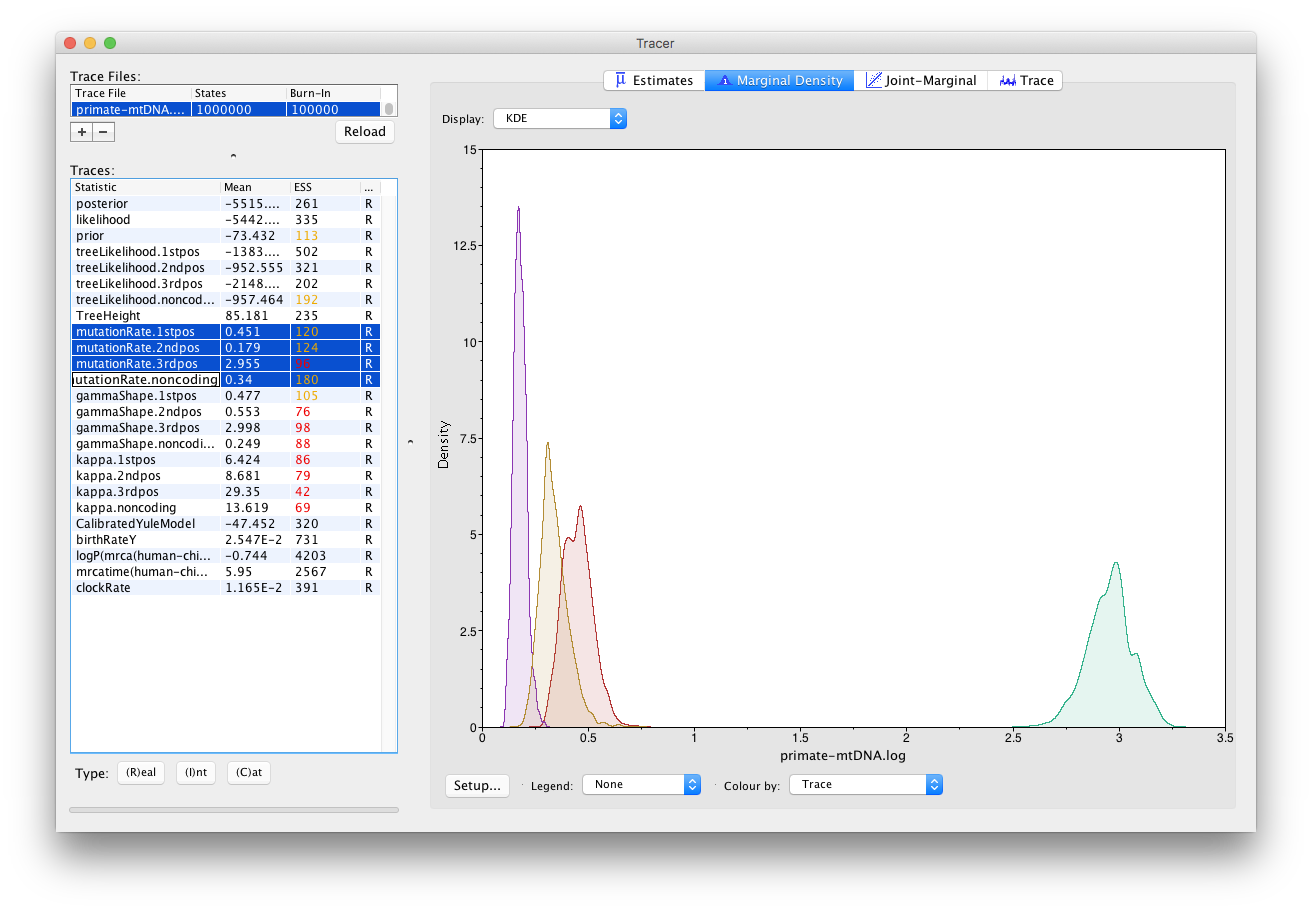 Tracer
Trace Files:
Trace File States Burn-In
primate-mtDNA.... 1000000 100000
+ − Reload
Traces:
Statistic Mean ESS ...
posterior −5515.... 261 R
likelihood −5442.... 335 R
prior −73.432 113 R
treeLikelihood.1stpos −1383.... 502 R
treeLikelihood.2ndpos −952.555 321 R
treeLikelihood.3rdpos −2148.... 202 R
treeLikelihood.noncod... −957.464 192 R
TreeHeight 85.181 235 R
mutationRate.1stpos 0.451 120 R
mutationRate.2ndpos 0.179 124 R
mutationRate.3rdpos 2.955 96 R
utationRate.noncoding 0.34 180 R
gammaShape.1stpos 0.477 105 R
gammaShape.2ndpos 0.553 76 R
gammaShape.3rdpos 2.998 98 R
gammaShape.noncodi... 0.249 88 R
kappa.1stpos 6.424 86 R
kappa.2ndpos 8.681 79 R
kappa.3rdpos 29.35 42 R
kappa.noncoding 13.619 69 R
CalibratedYuleModel −47.452 320 R
birthRateY 2.547E-2 731 R
logP(mrca(human-chi... −0.744 4203 R
mrcatime(human-chi... 5.95 2567 R
clockRate 1.165E-2 391 R
Type: (R)eal (I)nt (C)at
Estimates Marginal Density Joint-Marginal Trace
Display: KDE
15
12.5
10
7.5
5
2.5
0
Density
0 0.5 1 1.5 2 2.5 3 3.5
primate-mtDNA.log
Setup... Legend: None Colour by: Trace